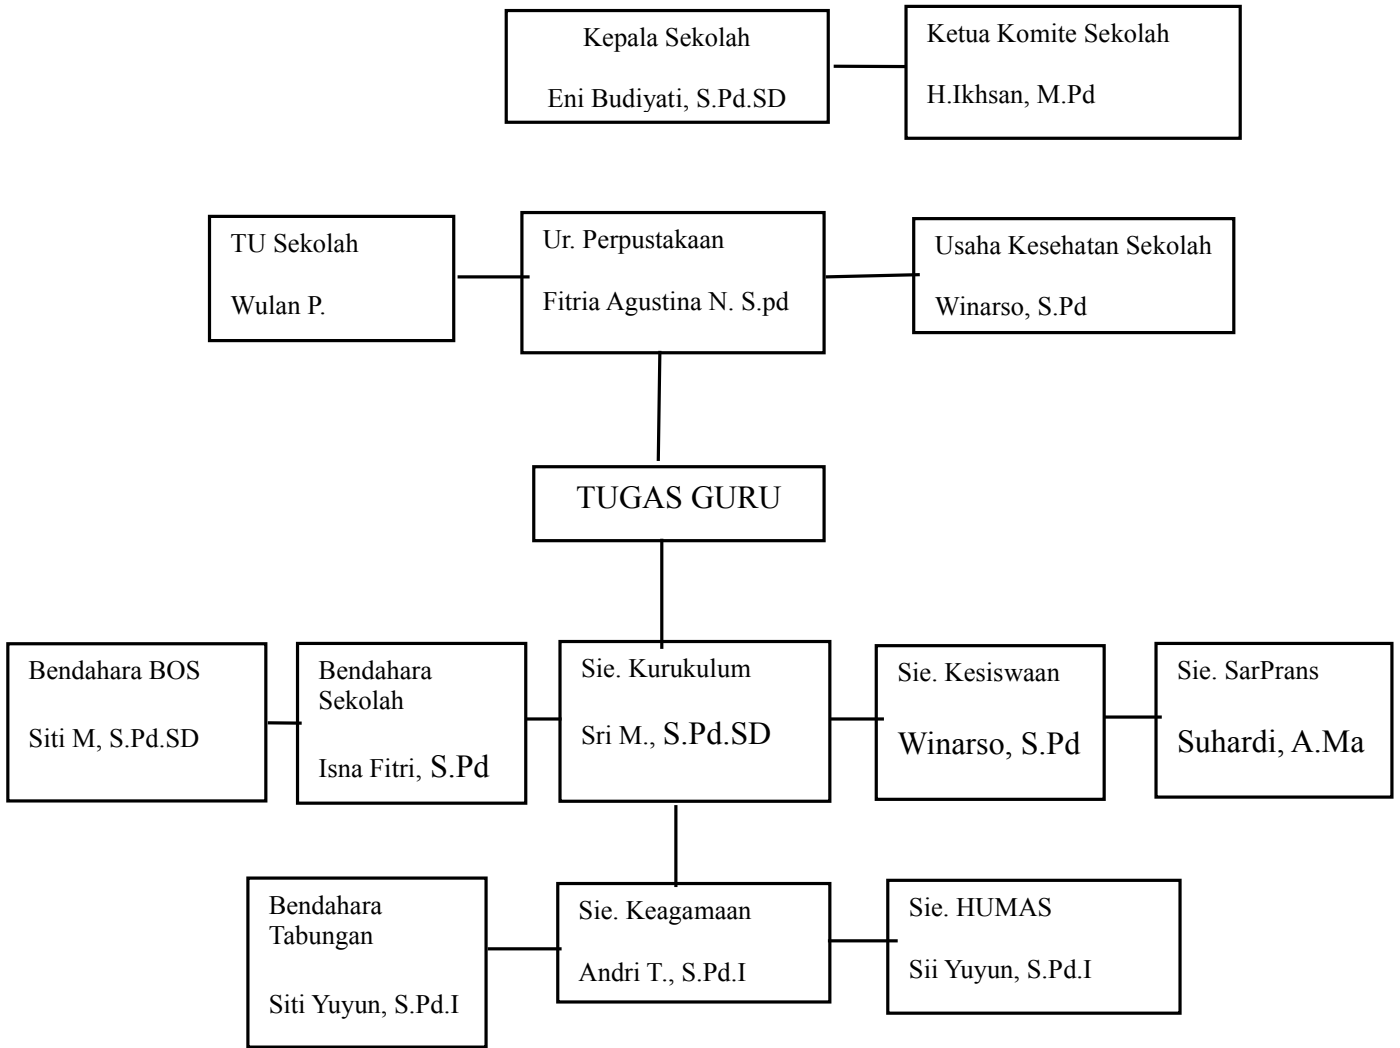 Kepala Sekolah
Eni Budiyati, S.Pd.SD
Ketua Komite Sekolah
H.Ikhsan, M.Pd
TU Sekolah
Wulan P.
Ur. Perpustakaan
Fitria Agustina N. S.pd
Usaha Kesehatan Sekolah
Winarso, S.Pd
TUGAS GURU
Bendahara BOS
Siti M, S.Pd.SD
Bendahara
Sekolah
Isna Fitri, S.Pd
Sie. Kurukulum
Sri M., S.Pd.SD
Sie. Kesiswaan
Winarso, S.Pd
Sie. SarPrans
Suhardi, A.Ma
Bendahara
Tabungan
Siti Yuyun, S.Pd.I
Sie. Keagamaan
Andri T., S.Pd.I
Sie. HUMAS
Sii Yuyun, S.Pd.I